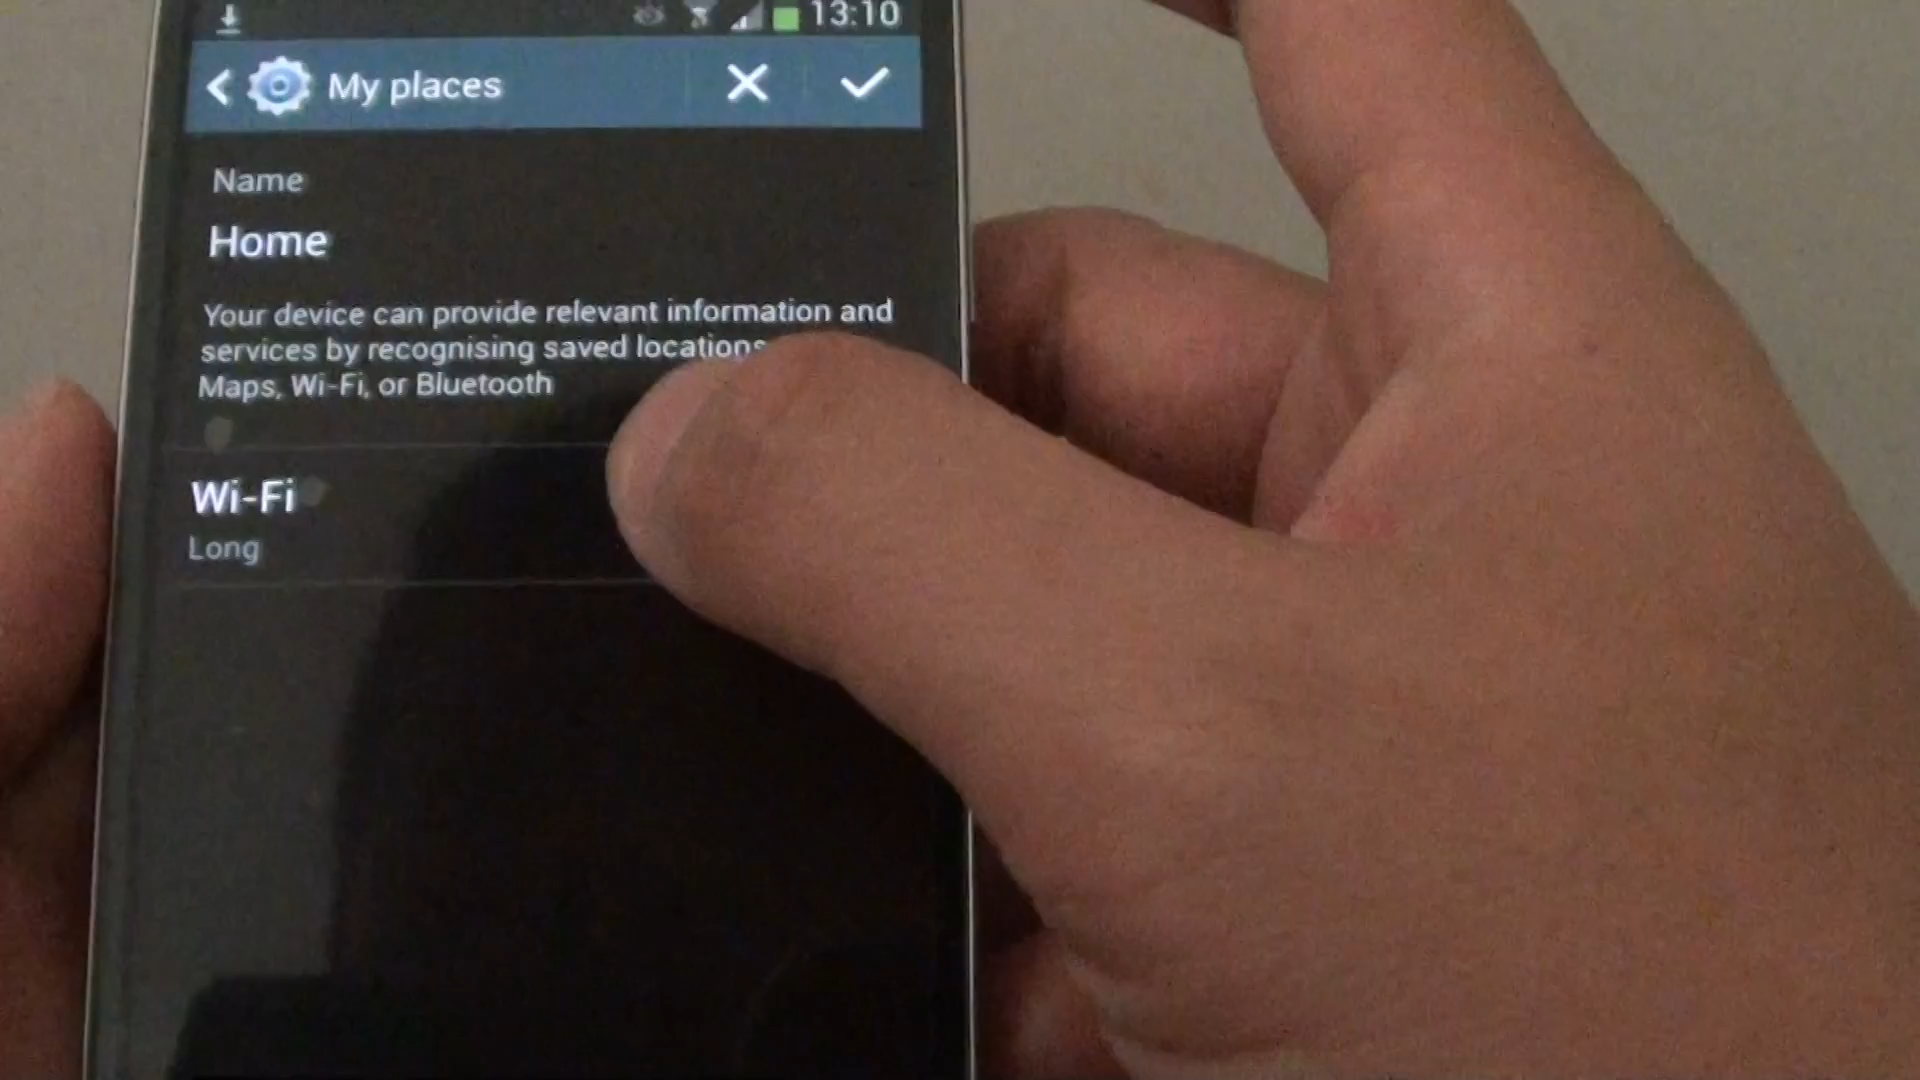 13:10
My places
Name
Home
Your device can provide relevant information and
services by recognising saved locations
Maps, Wi-Fi, or Bluetooth
Wi-Fi
Long